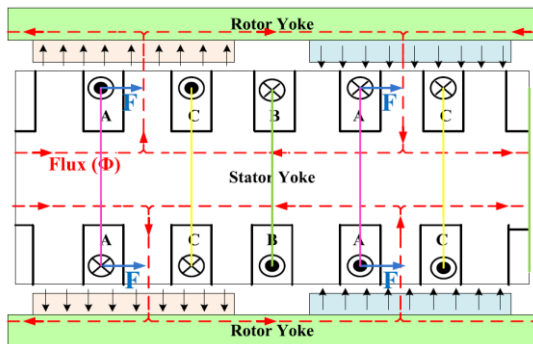 Rotor Yoke
F F
A C B A C
Flux (Φ)
Stator Yoke
A C B A C
F F
Rotor Yoke